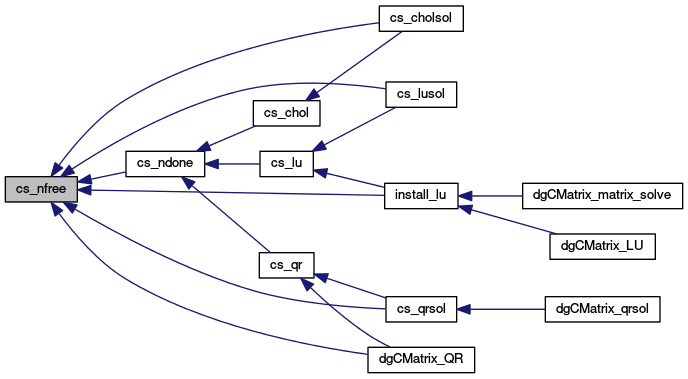 cs_cholsol
cs_lusol
cs_chol
cs_ndone
cs_lu
cs_nfree
install_lu
dgCMatrix_matrix_solve
dgCMatrix_LU
cs_qr
cs_qrsol
dgCMatrix_qrsol
dgCMatrix_QR